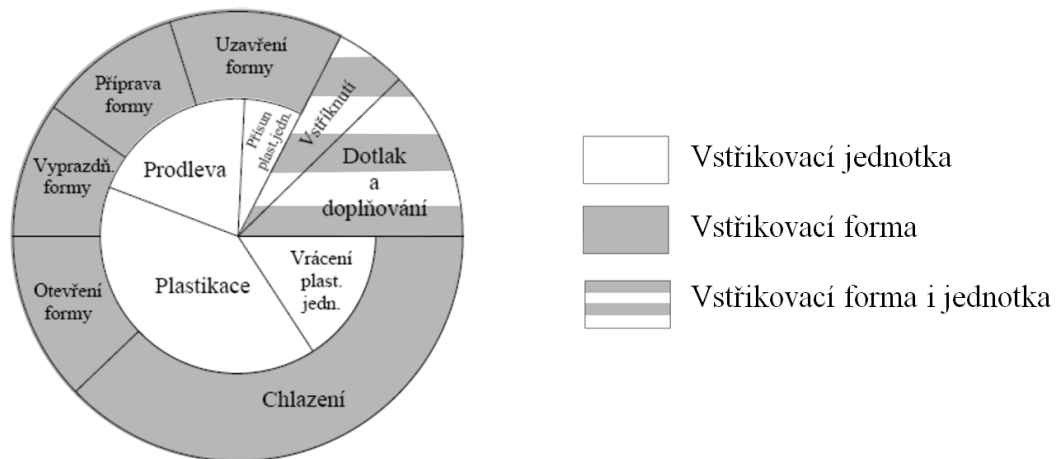 Uzavření
formy
Příprava
formy
Vyprazdň.
formy
Otevření
formy
Chlazení
Prodleva
Přísun
plast.jedn.
Vstříknutí
Dotlak
a
doplňování
Plastikace
Vrácení
plast.
jedn.
Vstřikovací jednotka
Vstřikovací forma
Vstřikovací forma i jednotka